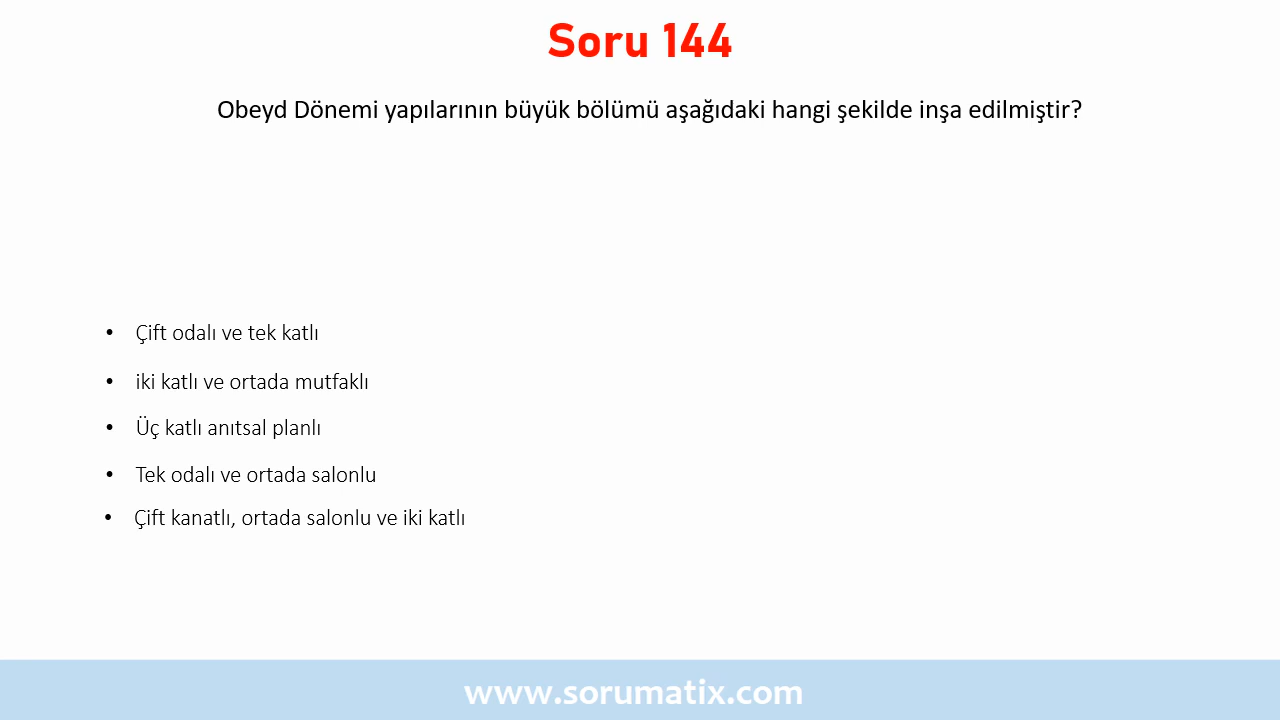 Soru 144
Obeyd Dönemi yapılarının büyük bölümü aşağıdaki hangi şekilde inşa edilmiştir?
• Çift odalı ve tek katlı
• iki katlı ve ortada mutfaklı
• Üç katlı anıtsal planlı
• Tek odalı ve ortada salonlu
• Çift kanatlı, ortada salonlu ve iki katlı
www.sorumatix.com